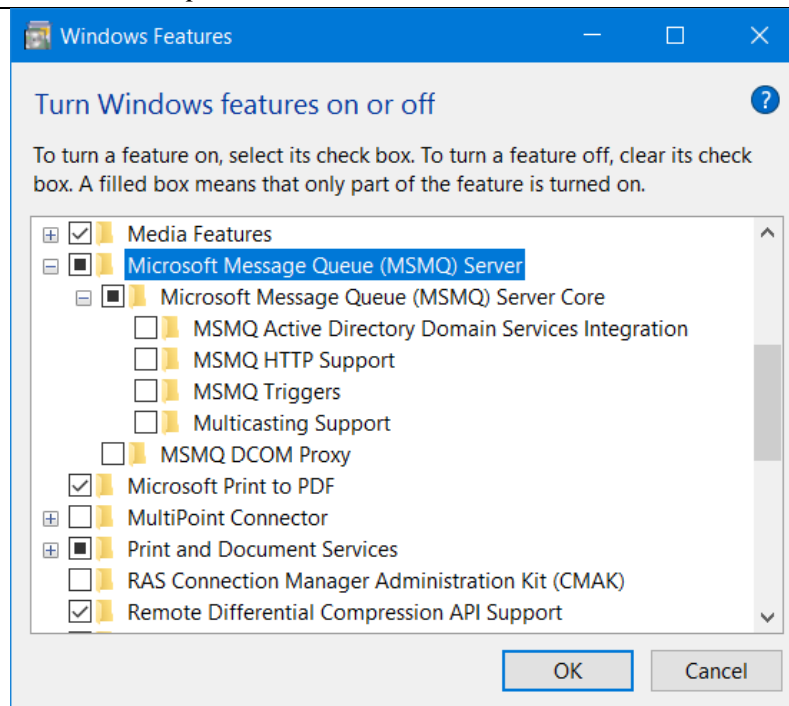 Windows Features
Turn Windows features on or off
?
To turn a feature on, select its check box. To turn a feature off, clear its check
box. A filled box means that only part of the feature is turned on.
Media Features
Microsoft Message Queue (MSMQ) Server
Microsoft Message Queue (MSMQ) Server Core
MSMQ Active Directory Domain Services Integration
MSMQ HTTP Support
MSMQ Triggers
Multicasting Support
MSMQ DCOM Proxy
Microsoft Print to PDF
MultiPoint Connector
Print and Document Services
RAS Connection Manager Administration Kit (CMAK)
Remote Differential Compression API Support
OK
Cancel